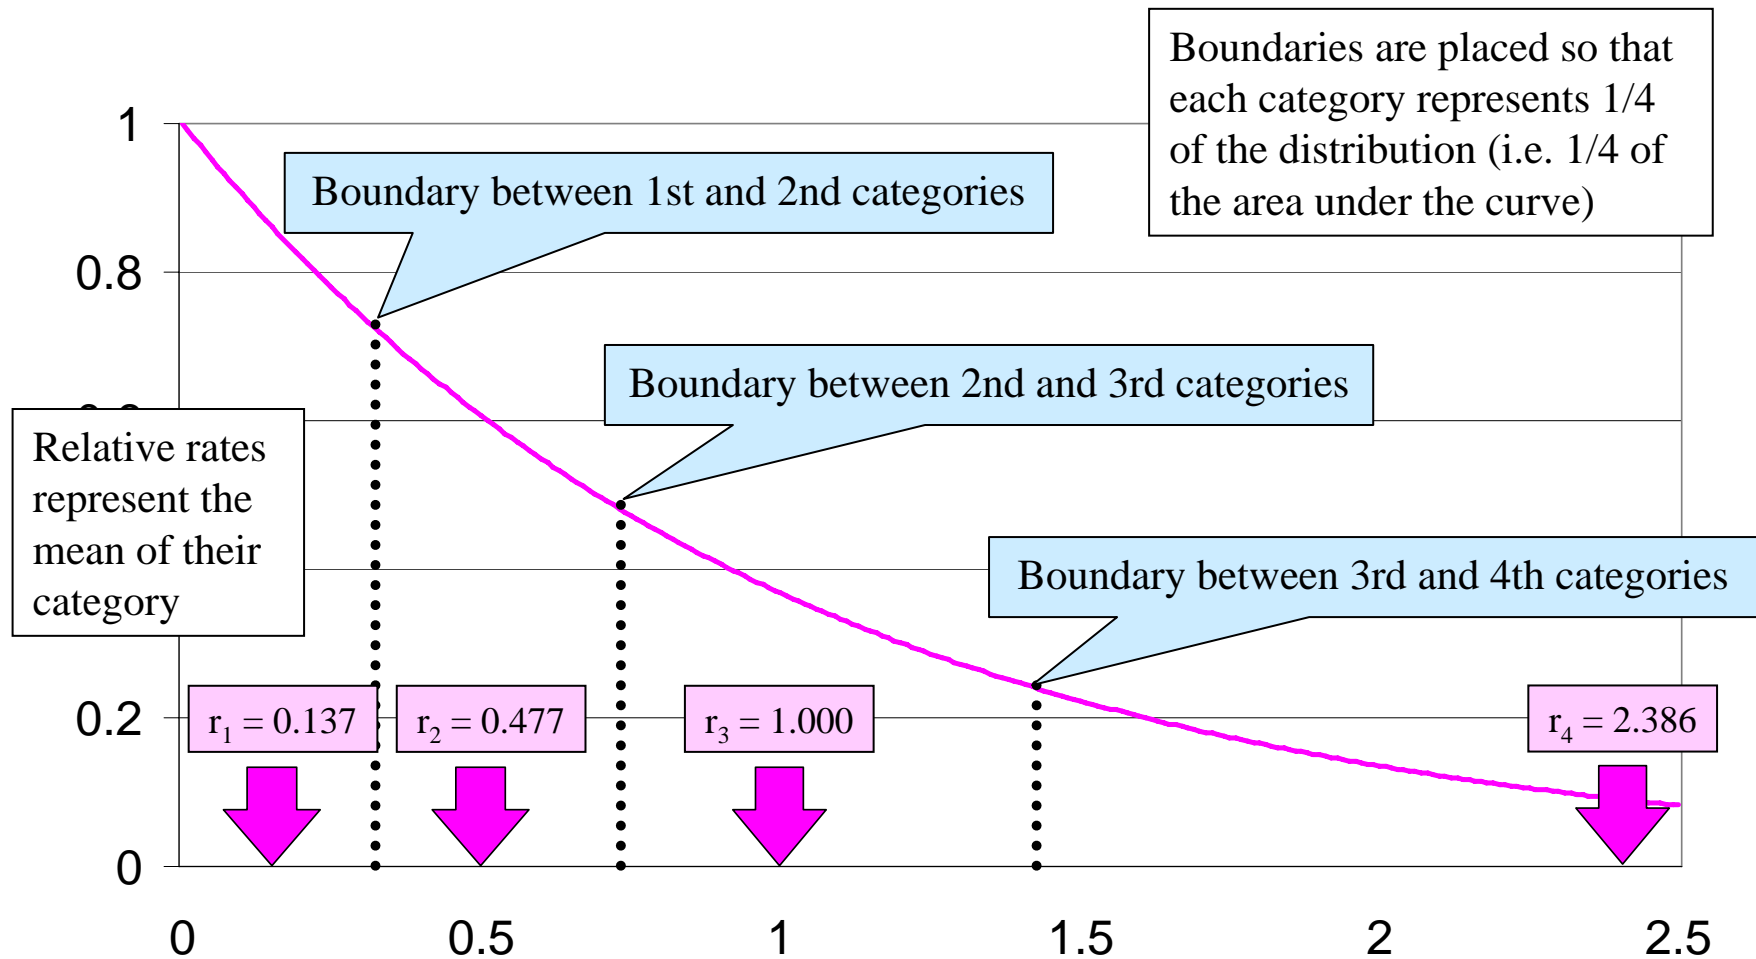 Boundaries are placed so that
each category represents 1/4
of the distribution (i.e. 1/4 of
the area under the curve)
1
Boundary between 1st and 2nd categories
0.8
Boundary between 2nd and 3rd categories
Relative rates
represent the
mean of their
category
Boundary between 3rd and 4th categories
0.2
r₁ = 0.137
r₂ = 0.477
r₃ = 1.000
r₄ = 2.386
0
0 0.5 1 1.5 2 2.5